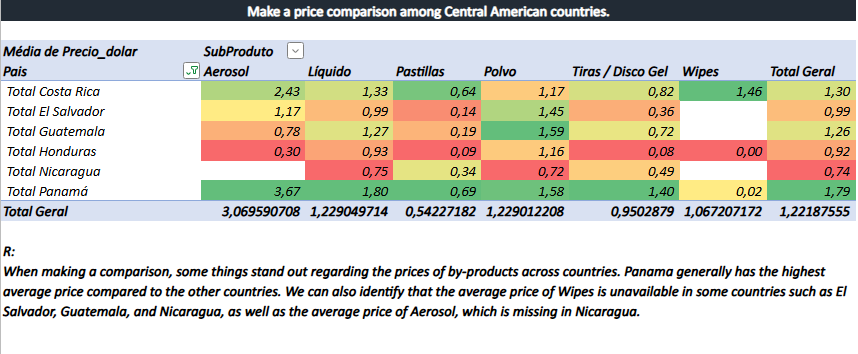 Make a price comparison among Central American countries.
Média de Precio_dolar SubProduto
Pais Aerosol Líquido Pastillas Polvo Tiras / Disco Gel Wipes Total Geral
Total Costa Rica 2,43 1,33 0,64 1,17 0,82 1,46 1,30
Total El Salvador 1,17 0,99 0,14 1,45 0,36 0,99
Total Guatemala 0,78 1,27 0,19 1,59 0,72 1,26
Total Honduras 0,30 0,93 0,09 1,16 0,08 0,00 0,92
Total Nicaragua 0,75 0,34 0,72 0,49 0,74
Total Panamá 3,67 1,80 0,69 1,58 1,40 0,02 1,79
Total Geral 3,069590708 1,229049714 0,54227182 1,229012208 0,9502879 1,067207172 1,22187555
R:
When making a comparison, some things stand out regarding the prices of by-products across countries. Panama generally has the highest
average price compared to the other countries. We can also identify that the average price of Wipes is unavailable in some countries such as El
Salvador, Guatemala, and Nicaragua, as well as the average price of Aerosol, which is missing in Nicaragua.